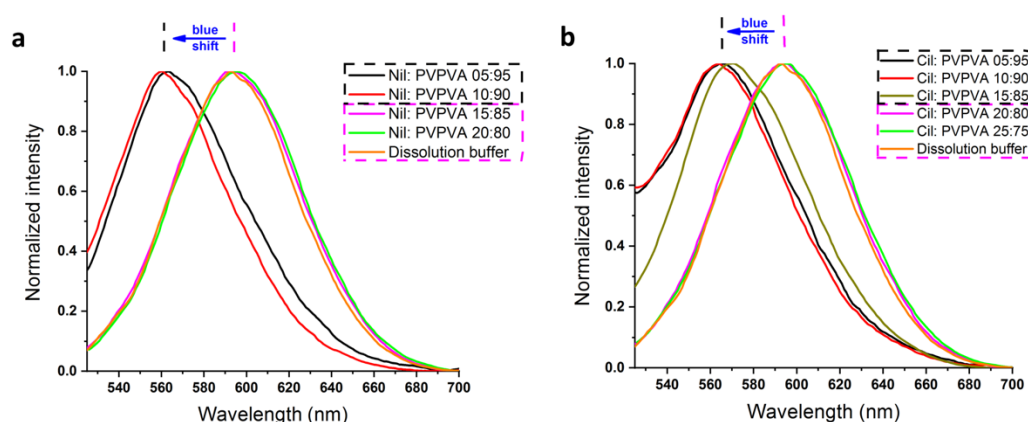 a
blue
shift
Nil: PVPVA 05:95
Nil: PVPVA 10:90
Nil: PVPVA 15:85
Nil: PVPVA 20:80
Dissolution buffer
1.0
0.8
0.6
0.4
0.2
0.0
Normalized intensity
540 560 580 600 620 640 660 680 700
Wavelength (nm)
b
blue
shift
Cil: PVPVA 05:95
Cil: PVPVA 10:90
Cil: PVPVA 15:85
Cil: PVPVA 20:80
Cil: PVPVA 25:75
Dissolution buffer
1.0
0.8
0.6
0.4
0.2
0.0
Normalized intensity
540 560 580 600 620 640 660 680 700
Wavelength (nm)